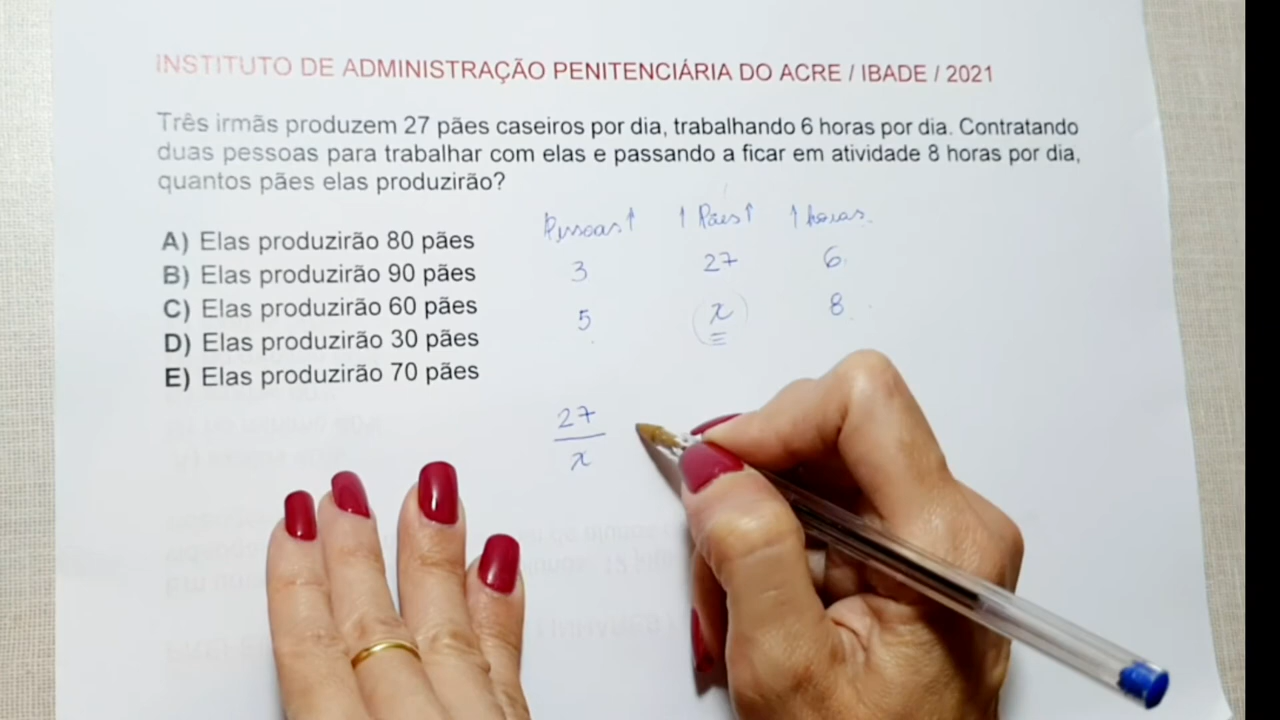 INSTITUTO DE ADMINISTRAÇÃO PENITENCIÁRIA DO ACRE / IBADE / 2021
Três irmãs produzem 27 pães caseiros por dia, trabalhando 6 horas por dia. Contratando
duas pessoas para trabalhar com elas e passando a ficar em atividade 8 horas por dia,
quantos pães elas produzirão?
A) Elas produzirão 80 pães
B) Elas produzirão 90 pães
C) Elas produzirão 60 pães
D) Elas produzirão 30 pães
E) Elas produzirão 70 pães
Pessoas↑ ↑Pães↑ ↑horas
3 27 6
5 x 8
27
x